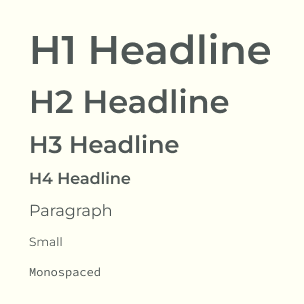 H1 Headline
H2 Headline
H3 Headline
H4 Headline
Paragraph
Small
Monospaced